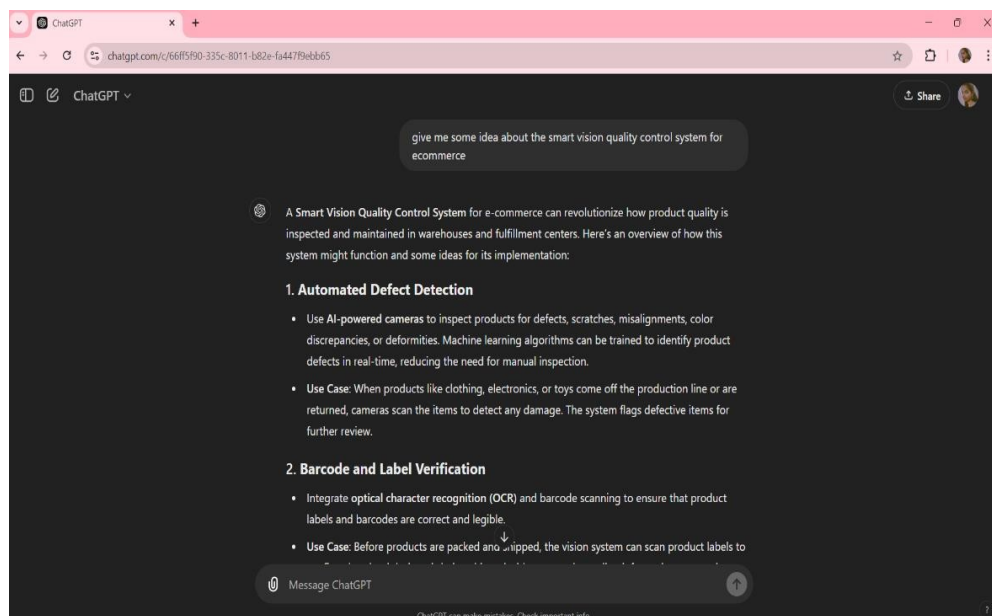 ChatGPT
chatgpt.com/c/66ff5f90-335c-8011-b82e-fa447f9ebb65
ChatGPT
Share
give me some idea about the smart vision quality control system for
ecommerce
A Smart Vision Quality Control System for e-commerce can revolutionize how product quality is
inspected and maintained in warehouses and fulfillment centers. Here's an overview of how this
system might function and some ideas for its implementation:
1. Automated Defect Detection
• Use AI-powered cameras to inspect products for defects, scratches, misalignments, color
discrepancies, or deformities. Machine learning algorithms can be trained to identify product
defects in real-time, reducing the need for manual inspection.
• Use Case: When products like clothing, electronics, or toys come off the production line or are
returned, cameras scan the items to detect any damage. The system flags defective items for
further review.
2. Barcode and Label Verification
• Integrate optical character recognition (OCR) and barcode scanning to ensure that product
labels and barcodes are correct and legible.
• Use Case: Before products are packed and shipped, the vision system can scan product labels to
Message ChatGPT
ChatGPT can make mistakes. Check important info.